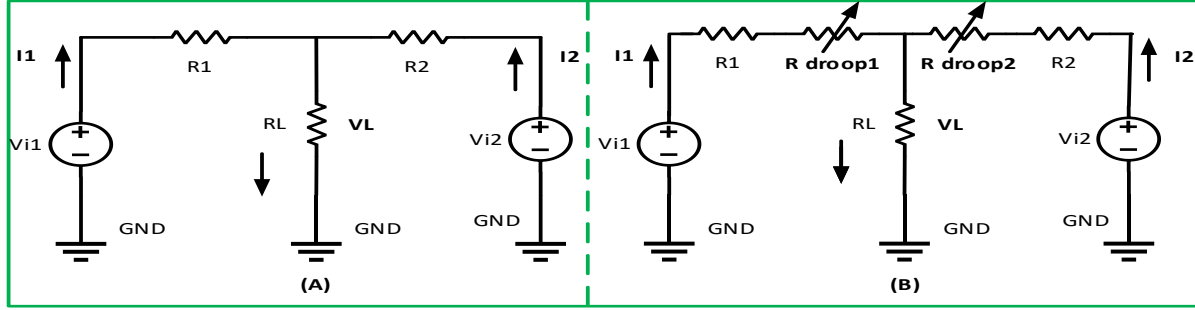 I1
R1
R2
I2
Vi1
+
−
RL
VL
Vi2
+
−
GND
GND
GND
(A)
I1
R1
R droop1
R droop2
R2
I2
Vi1
+
−
RL
VL
Vi2
+
−
GND
GND
GND
(B)